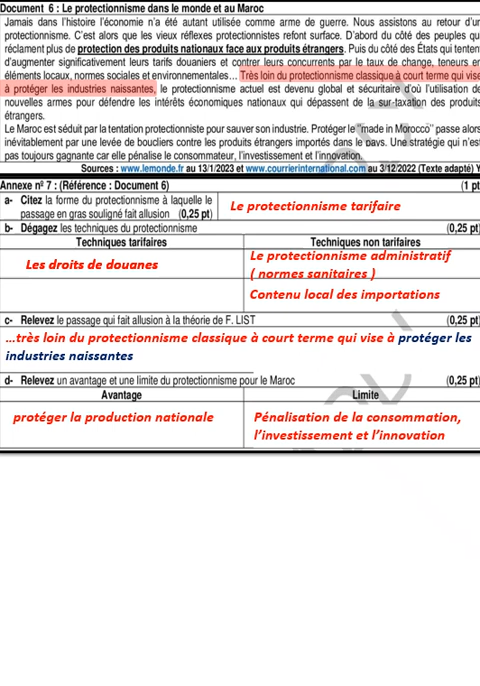 Document 6 : Le protectionnisme dans le monde et au Maroc
Jamais dans l'histoire l'économie n'a été autant utilisée comme arme de guerre. Nous assistons au retour d'un
protectionnisme. C'est alors que les vieux réflexes protectionnistes refont surface. D'abord du côté des peuples qui
réclament plus de protection des produits nationaux face aux produits étrangers. Puis du côté des États qui tentent
d'augmenter significativement leurs tarifs douaniers et contrer leurs concurrents par le taux de change, teneurs en
éléments locaux, normes sociales et environnementales… Très loin du protectionnisme classique à court terme qui vise
à protéger les industries naissantes, le protectionnisme actuel est devenu global et sécuritaire d'où l'utilisation de
nouvelles armes pour défendre les intérêts économiques nationaux qui dépassent de la sur-taxation des produits
étrangers.
Le Maroc est séduit par la tentation protectionniste pour sauver son industrie. Protéger le ''made in Morocco'' passe alors
inévitablement par une levée de boucliers contre les produits étrangers importés dans le pays. Une stratégie qui n'est
pas toujours gagnante car elle pénalise le consommateur, l'investissement et l'innovation.
Sources : www.lemonde.fr au 13/1/2023 et www.courrierinternational.com au 3/12/2022 (Texte adapté) Y
Annexe nº 7 : (Référence : Document 6) (1 pt
a- Citez la forme du protectionnisme à laquelle le
passage en gras souligné fait allusion (0,25 pt)
Le protectionnisme tarifaire
b- Dégagez les techniques du protectionnisme (0,25 pt)
Techniques tarifaires Techniques non tarifaires
Les droits de douanes
Le protectionnisme administratif
( normes sanitaires )
Contenu local des importations
c- Relevez le passage qui fait allusion à la théorie de F. LIST (0,25 pt)
…très loin du protectionnisme classique à court terme qui vise à protéger les
industries naissantes
d- Relevez un avantage et une limite du protectionnisme pour le Maroc (0,25 pt)
Avantage Limite
protéger la production nationale
Pénalisation de la consommation,
l'investissement et l'innovation